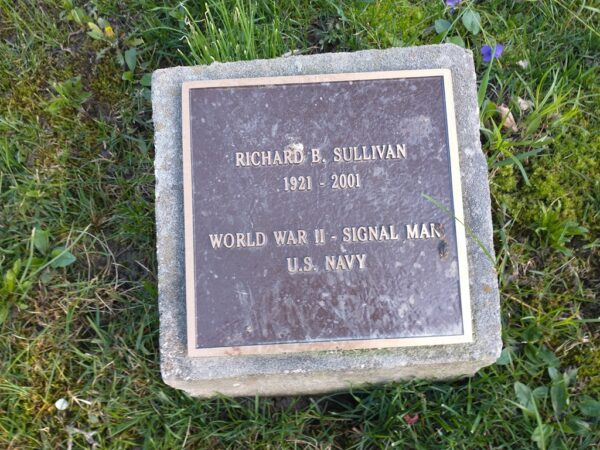 RICHARD B. SULLIVAN
1921 - 2001
WORLD WAR II - SIGNAL MAN
U.S. NAVY